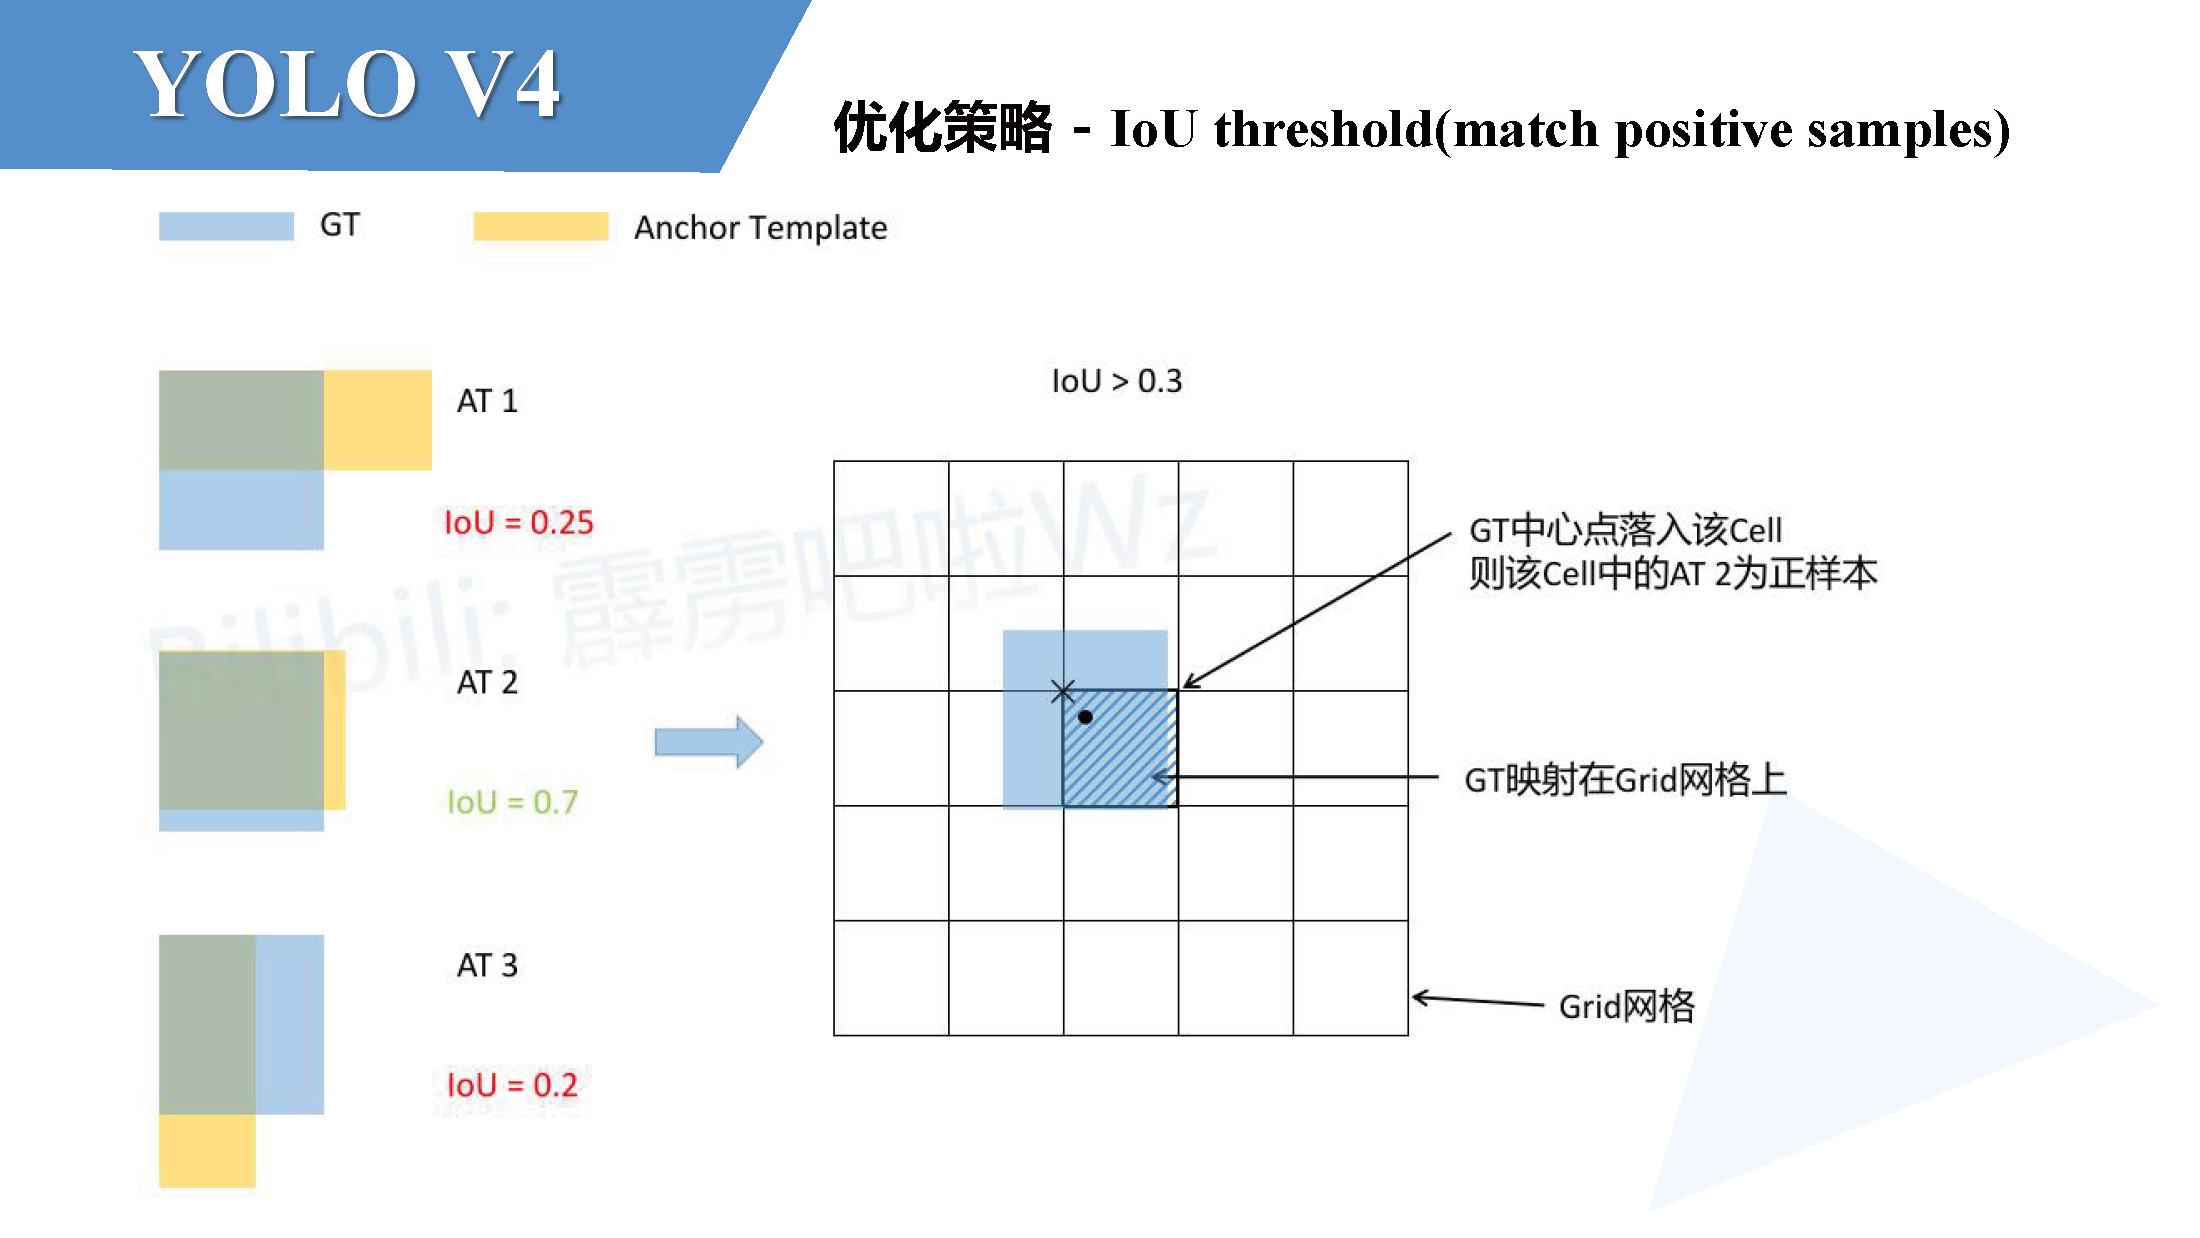 YOLO V4
优化策略 - IoU threshold(match positive samples)
GT
Anchor Template
AT 1
IoU = 0.25
AT 2
IoU = 0.7
AT 3
IoU = 0.2
IoU > 0.3
GT中心点落入该Cell
则该Cell中的AT 2为正样本
GT映射在Grid网格上
Grid网格
Bilibili: 霹雳吧啦Wz